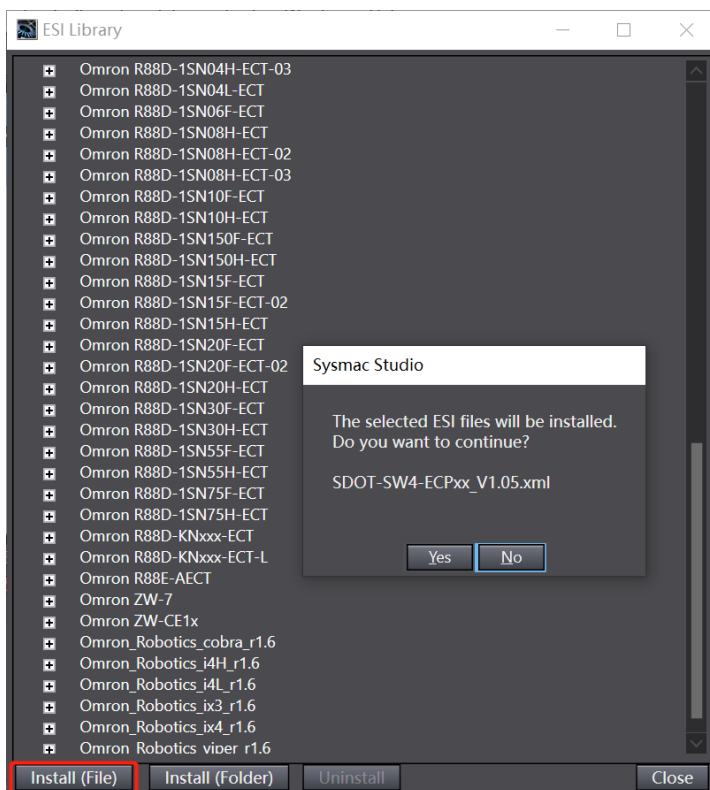 ESI Library
Omron R88D-1SN04H-ECT-03
Omron R88D-1SN04L-ECT
Omron R88D-1SN06F-ECT
Omron R88D-1SN08H-ECT
Omron R88D-1SN08H-ECT-02
Omron R88D-1SN08H-ECT-03
Omron R88D-1SN10F-ECT
Omron R88D-1SN10H-ECT
Omron R88D-1SN150F-ECT
Omron R88D-1SN150H-ECT
Omron R88D-1SN15F-ECT
Omron R88D-1SN15F-ECT-02
Omron R88D-1SN15H-ECT
Omron R88D-1SN20F-ECT
Omron R88D-1SN20F-ECT-02
Omron R88D-1SN20H-ECT
Omron R88D-1SN30F-ECT
Omron R88D-1SN30H-ECT
Omron R88D-1SN55F-ECT
Omron R88D-1SN55H-ECT
Omron R88D-1SN75F-ECT
Omron R88D-1SN75H-ECT
Omron R88D-KNxxx-ECT
Omron R88D-KNxxx-ECT-L
Omron R88E-AECT
Omron ZW-7
Omron ZW-CE1x
Omron_Robotics_cobra_r1.6
Omron_Robotics_i4H_r1.6
Omron_Robotics_i4L_r1.6
Omron_Robotics_ix3_r1.6
Omron_Robotics_ix4_r1.6
Omron_Robotics_viper_r1.6
Sysmac Studio
The selected ESI files will be installed.
Do you want to continue?
SDOT-SW4-ECPxx_V1.05.xml
Yes No
Install (File) Install (Folder) Uninstall Close